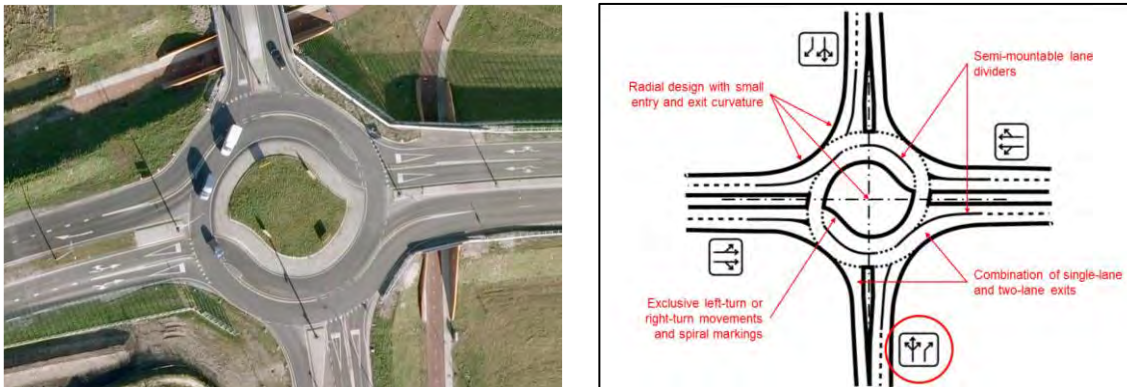 Radial design with small
entry and exit curvature
Semi-mountable lane
dividers
Exclusive left-turn or
right-turn movements
and spiral markings
Combination of single-lane
and two-lane exits